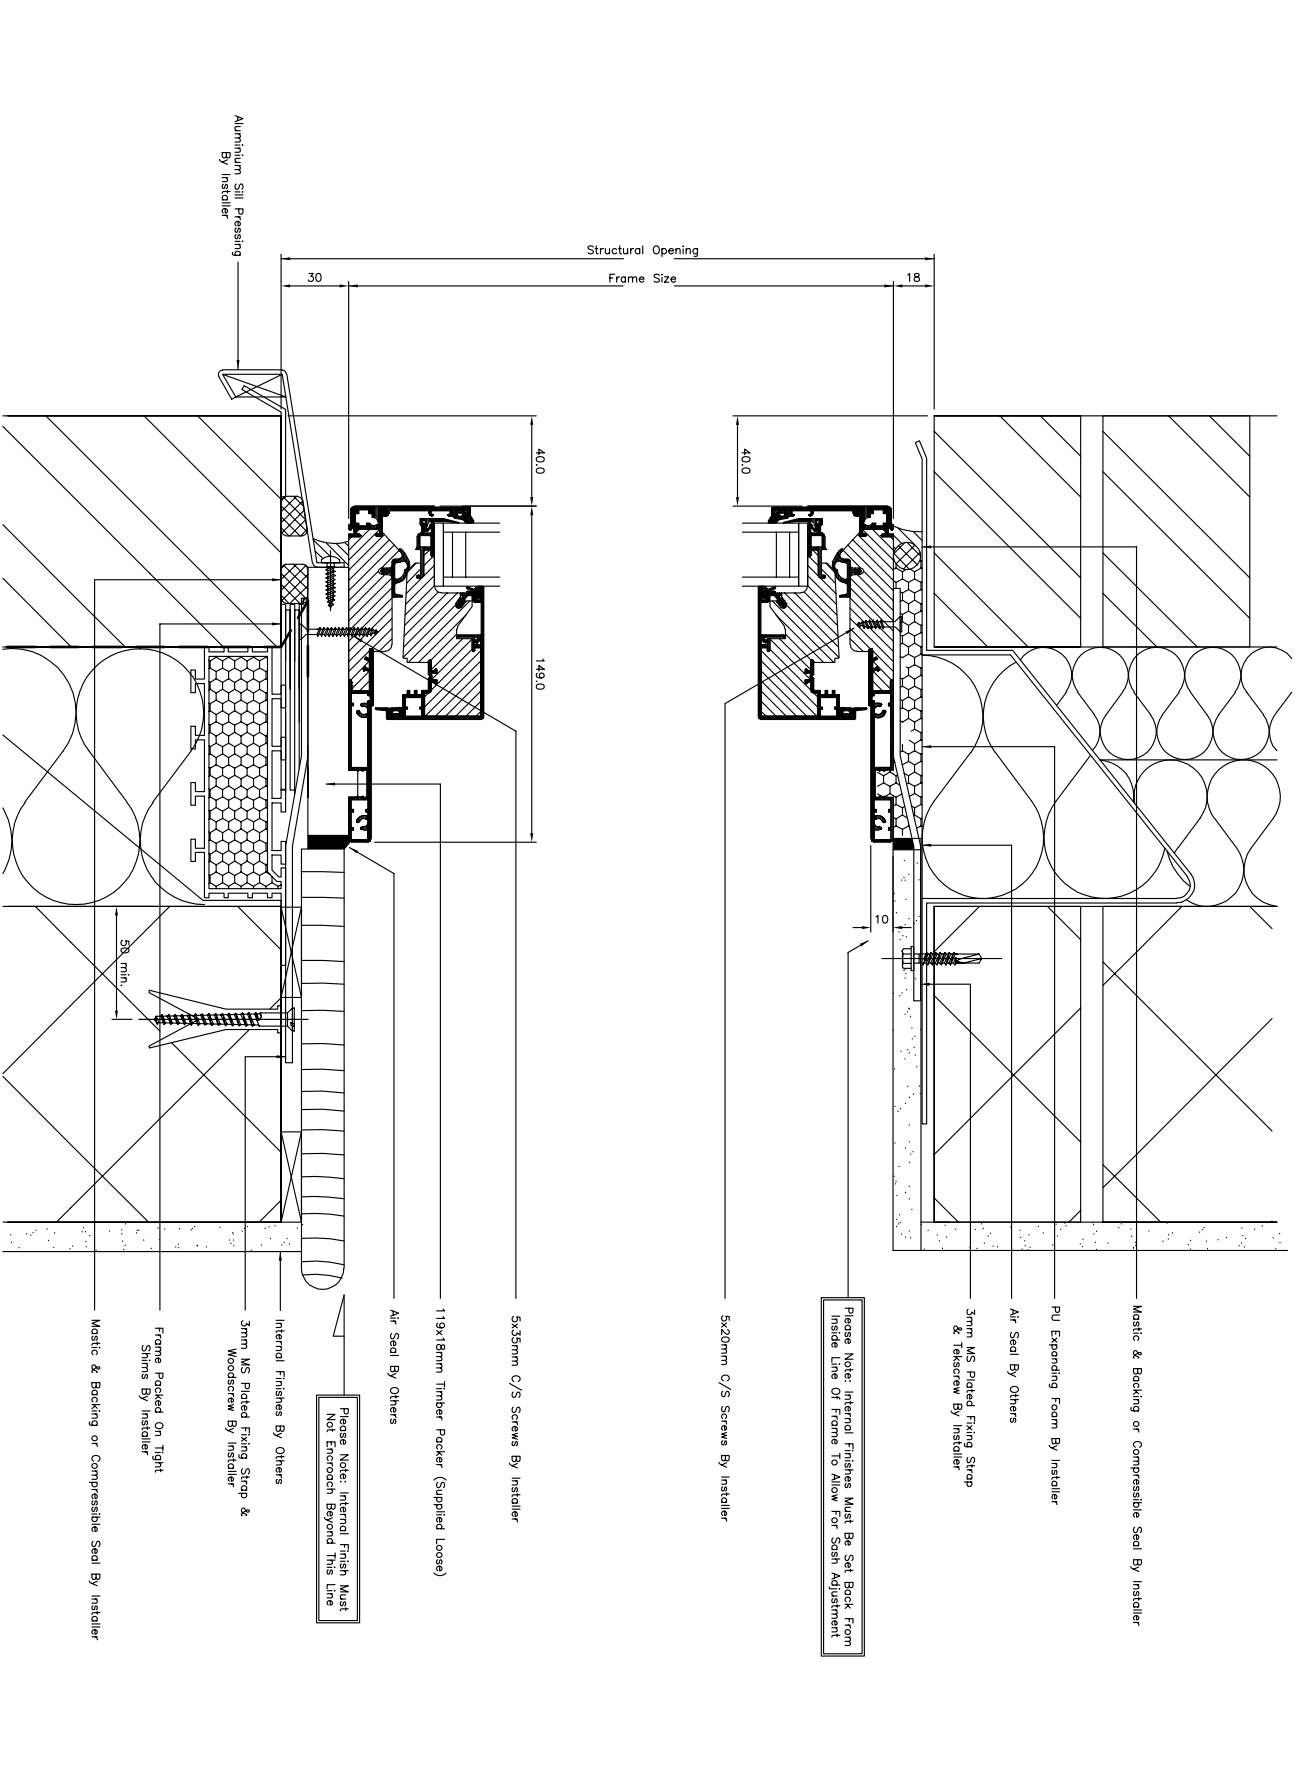 Mastic & Backing or Compressible Seal By Installer
PU Expanding Foam By Installer
Air Seal By Others
3mm MS Plated Fixing Strap
& Tekscrew By Installer
Please Note: Internal Finishes Must Be Set Back From
Inside Line Of Frame To Allow For Sash Adjustment
5x20mm C/S Screws By Installer
5x35mm C/S Screws By Installer
119x18mm Timber Packer (Supplied Loose)
Air Seal By Others
Please Note: Internal Finish Must
Not Encroach Beyond This Line
Internal Finishes By Others
3mm MS Plated Fixing Strap &
Woodscrew By Installer
Frame Packed On Tight
Shims By Installer
Mastic & Backing or Compressible Seal By Installer
Aluminium Sill Pressing
By Installer
Structural Opening
30
Frame Size
18
40.0
40.0
149.0
10
50 min.